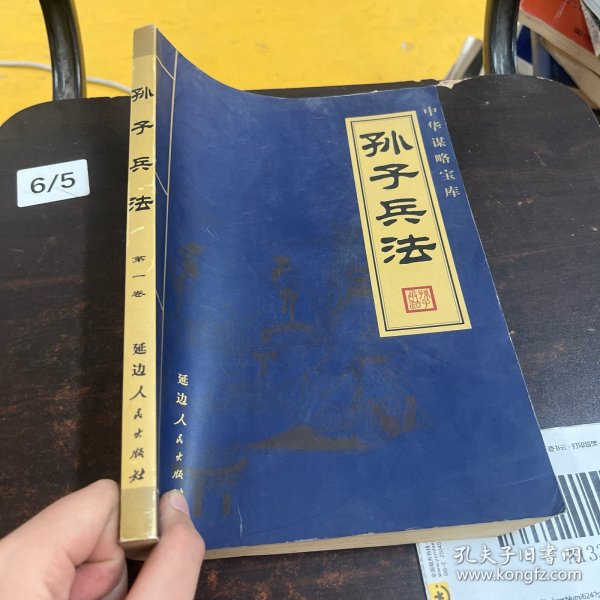 孙子兵法
第一卷
延边人民出版社
6/5
中华谋略宝库
孙子兵法
延边人民出版
孔夫子旧书网
www.kongfz.com